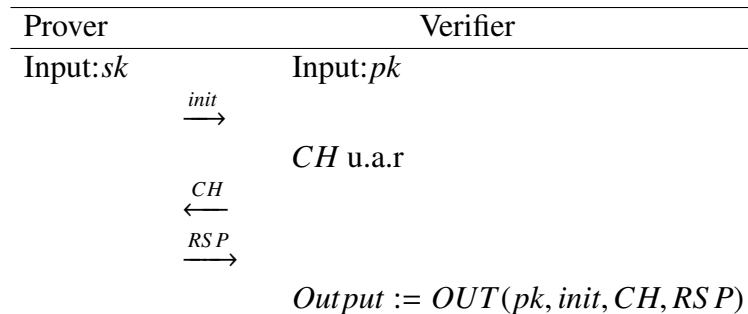 Prover Verifier
Input:sk Input:pk
init
CH u.a.r
CH
RSP
Output := OUT(pk, init, CH, RSP)